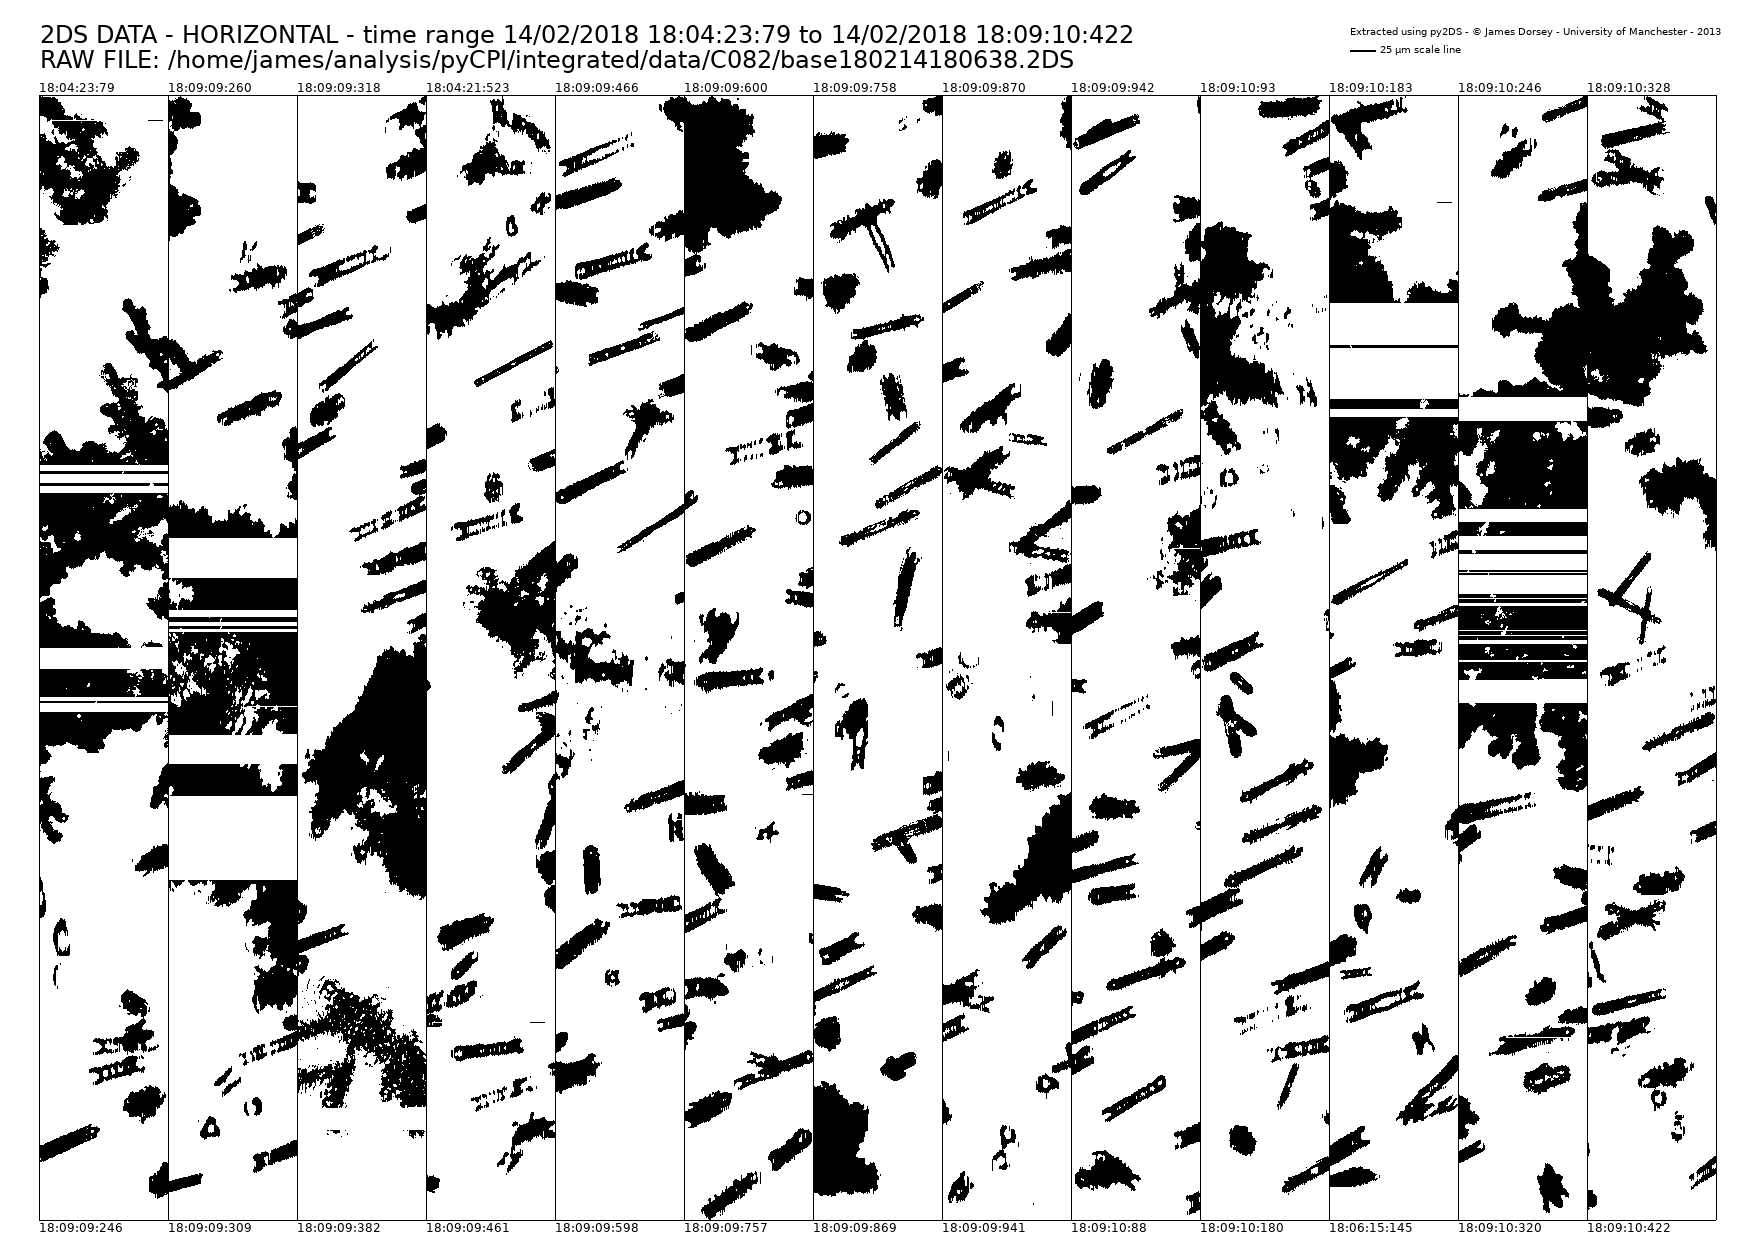 2DS DATA - HORIZONTAL - time range 14/02/2018 18:04:23:79 to 14/02/2018 18:09:10:422
RAW FILE: /home/james/analysis/pyCPI/integrated/data/C082/base180214180638.2DS
Extracted using py2DS - © James Dorsey - University of Manchester - 2013
25 µm scale line
18:04:23:79 18:09:09:260 18:09:09:318 18:04:21:523 18:09:09:466 18:09:09:600 18:09:09:758 18:09:09:870 18:09:09:942 18:09:10:93 18:09:10:183 18:09:10:246 18:09:10:328
18:09:09:246 18:09:09:309 18:09:09:382 18:09:09:461 18:09:09:598 18:09:09:757 18:09:09:869 18:09:09:941 18:09:10:88 18:09:10:180 18:06:15:145 18:09:10:320 18:09:10:422